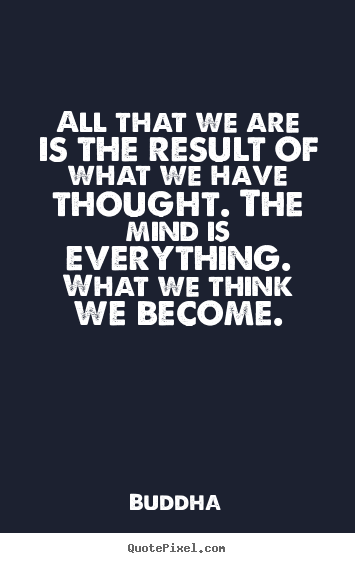 All that we are
is the result of
what we have
thought. The
mind is
everything.
What we think
we become.
Buddha
QuotePixel.com